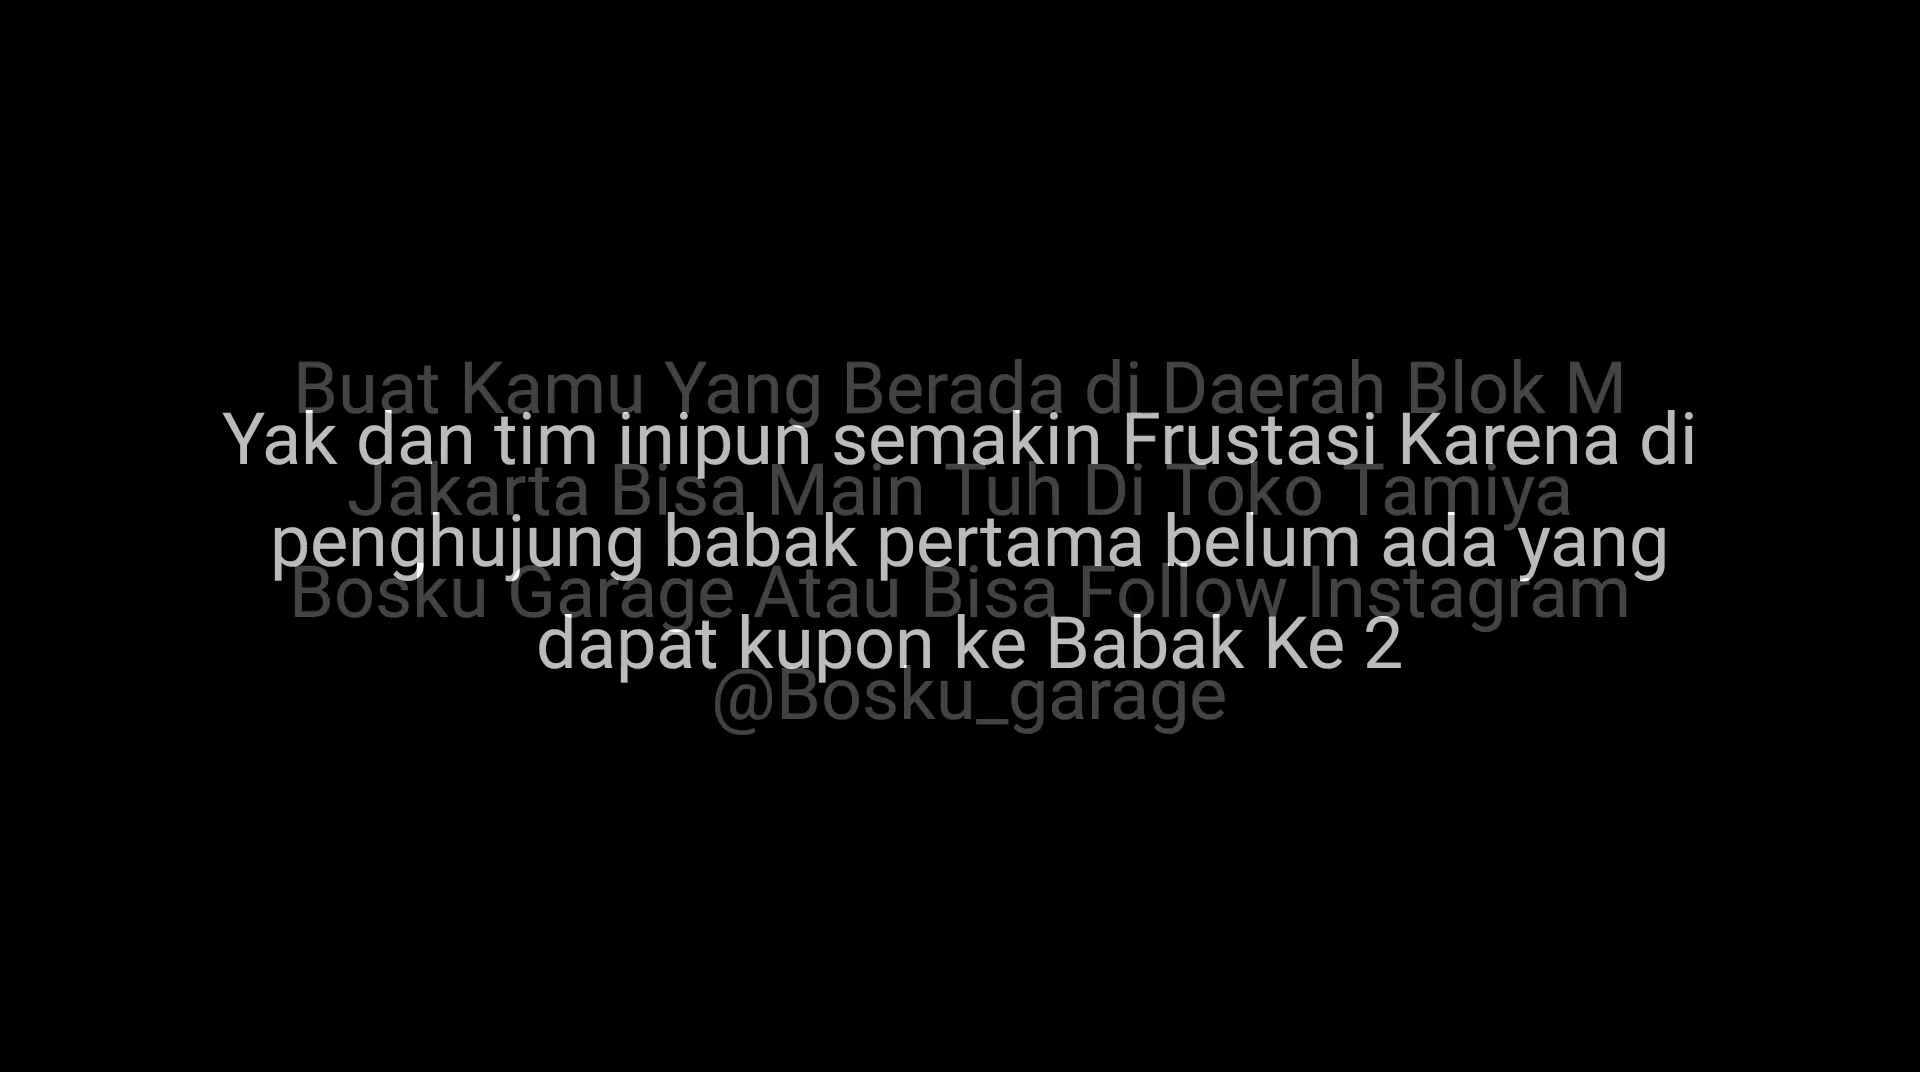 Buat Kamu Yang Berada di Daerah Blok M
Jakarta Bisa Main Tuh Di Toko Tamiya
Bosku Garage Atau Bisa Follow Instagram
@Bosku_garage
Yak dan tim inipun semakin Frustasi Karena di
penghujung babak pertama belum ada yang
dapat kupon ke Babak Ke 2